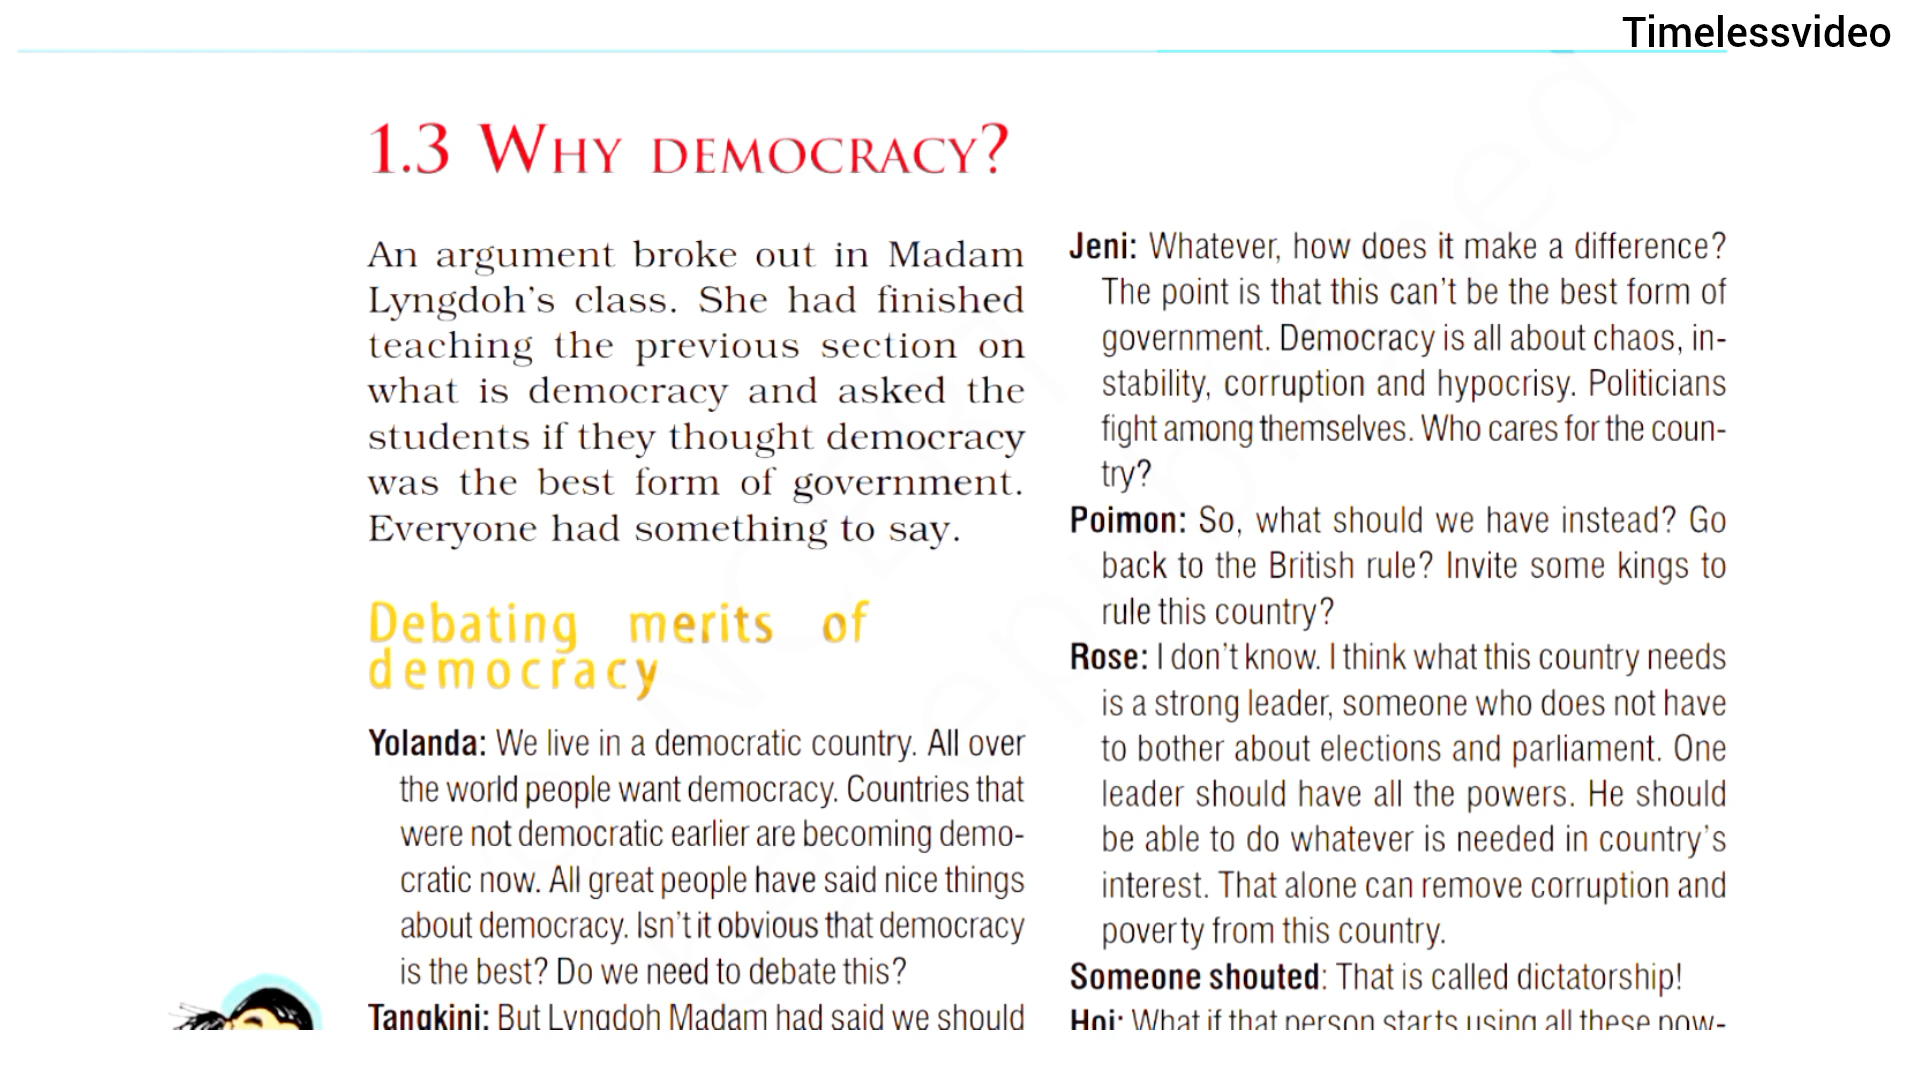 Timelessvideo
1.3 WHY DEMOCRACY?
An argument broke out in Madam
Lyngdoh's class. She had finished
teaching the previous section on
what is democracy and asked the
students if they thought democracy
was the best form of government.
Everyone had something to say.
Debating merits of
democracy
Yolanda: We live in a democratic country. All over
the world people want democracy. Countries that
were not democratic earlier are becoming demo-
cratic now. All great people have said nice things
about democracy. Isn't it obvious that democracy
is the best? Do we need to debate this?
Tangkini: But Lyngdoh Madam had said we should
Jeni: Whatever, how does it make a difference?
The point is that this can't be the best form of
government. Democracy is all about chaos, in-
stability, corruption and hypocrisy. Politicians
fight among themselves. Who cares for the coun-
try?
Poimon: So, what should we have instead? Go
back to the British rule? Invite some kings to
rule this country?
Rose: I don't know. I think what this country needs
is a strong leader, someone who does not have
to bother about elections and parliament. One
leader should have all the powers. He should
be able to do whatever is needed in country's
interest. That alone can remove corruption and
poverty from this country.
Someone shouted: That is called dictatorship!
Hoi: What if that person starts using all these pow-